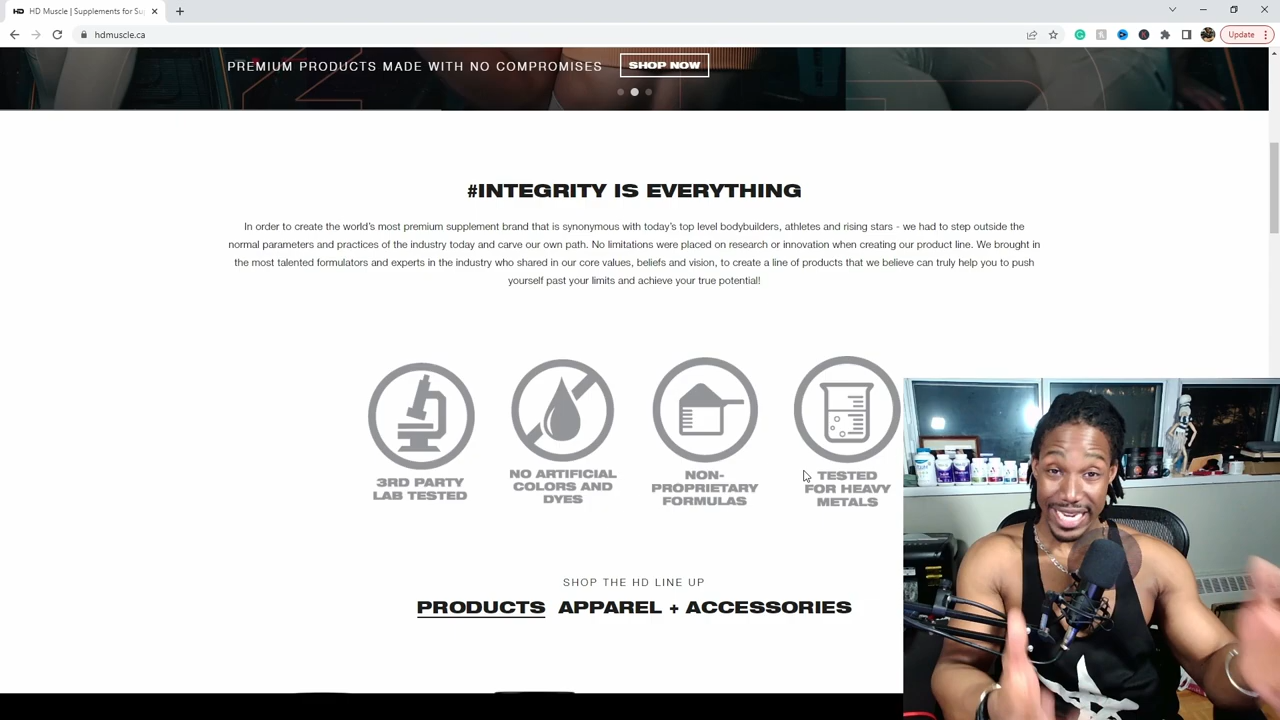 HD HD Muscle | Supplements for Su
hdmuscle.ca
Update
PREMIUM PRODUCTS MADE WITH NO COMPROMISES
SHOP NOW
#INTEGRITY IS EVERYTHING
In order to create the world's most premium supplement brand that is synonymous with today's top level bodybuilders, athletes and rising stars - we had to step outside the
normal parameters and practices of the industry today and carve our own path. No limitations were placed on research or innovation when creating our product line. We brought in
the most talented formulators and experts in the industry who shared in our core values, beliefs and vision, to create a line of products that we believe can truly help you to push
yourself past your limits and achieve your true potential!
3RD PARTY
LAB TESTED
NO ARTIFICIAL
COLORS AND
DYES
NON-
PROPRIETARY
FORMULAS
TESTED
FOR HEAVY
METALS
SHOP THE HD LINE UP
PRODUCTS APPAREL + ACCESSORIES